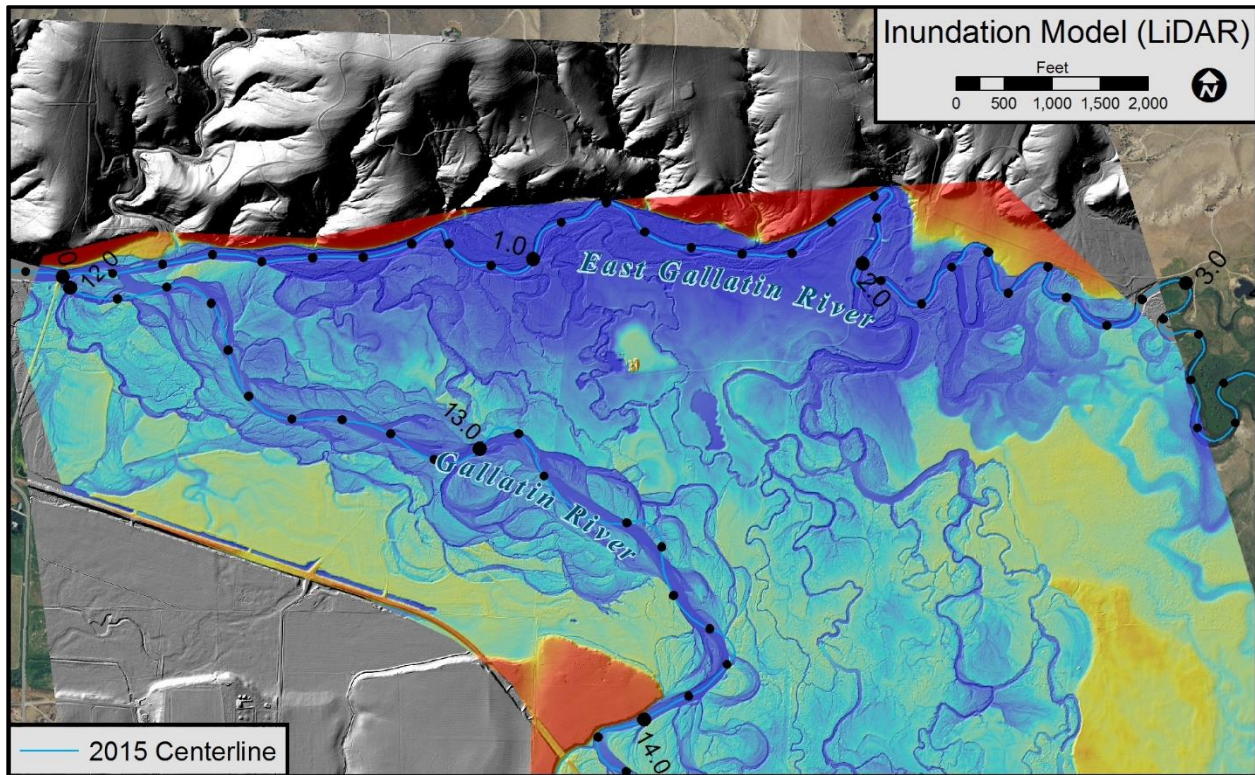 Inundation Model (LiDAR)
Feet
0 500 1,000 1,500 2,000
N
0
12.0
1.0
2.0
3.0
East Gallatin River
13.0
Gallatin River
14.0
2015 Centerline